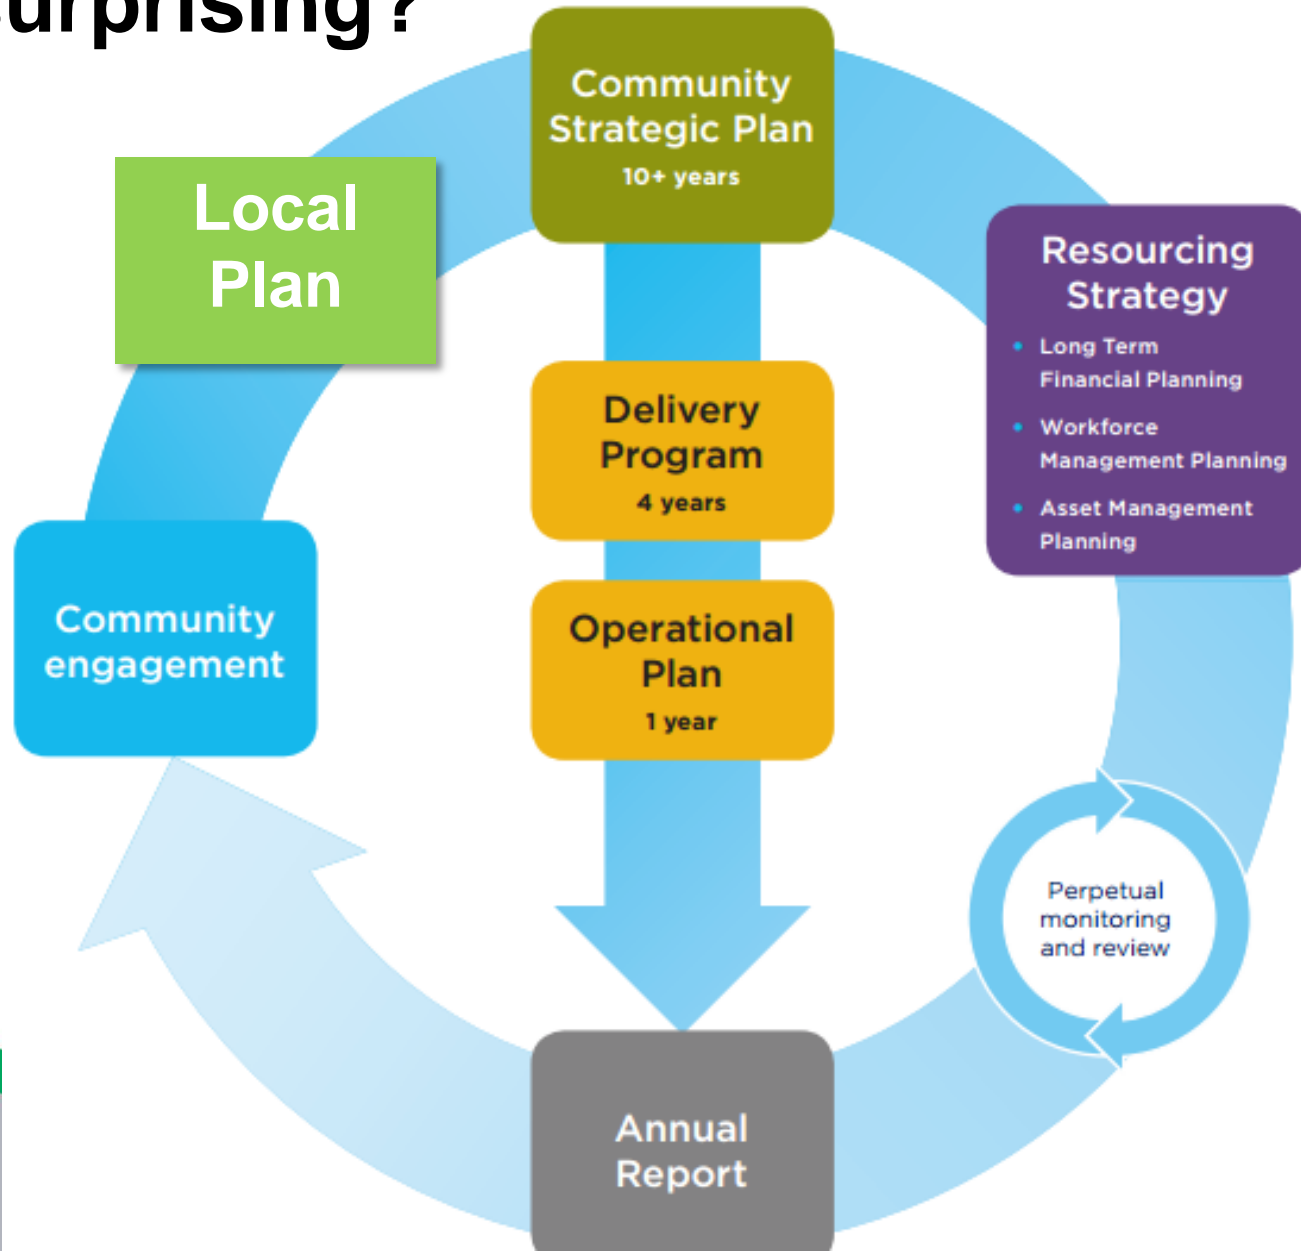 surprising?
Community
Strategic Plan
10+ years
Local
Plan
Resourcing
Strategy
• Long Term
Financial Planning
• Workforce
Management Planning
• Asset Management
Planning
Delivery
Program
4 years
Community
engagement
Operational
Plan
1 year
Perpetual
monitoring
and review
Annual
Report